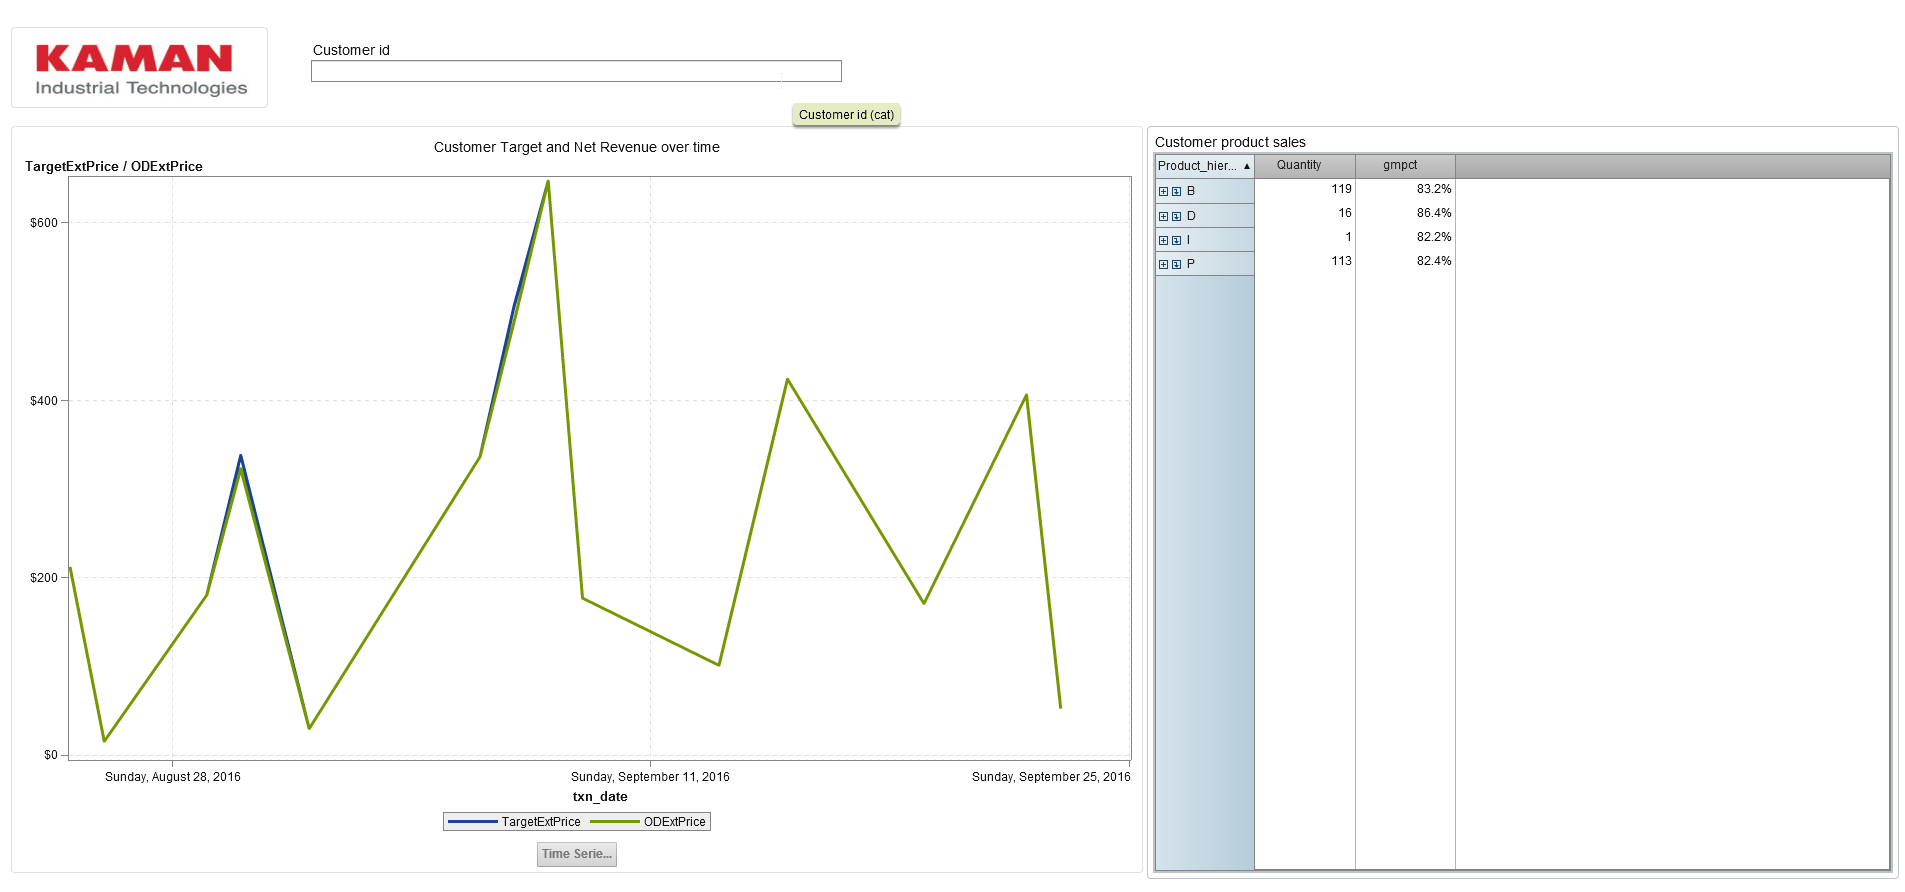 KAMAN
Industrial Technologies
Customer id
Customer id (cat)
Customer Target and Net Revenue over time
TargetExtPrice / ODExtPrice
$600
$400
$200
$0
Sunday, August 28, 2016 Sunday, September 11, 2016 Sunday, September 25, 2016
txn_date
TargetExtPrice ODExtPrice
Time Serie...
Customer product sales
Product_hier... ▲ Quantity gmpct
B 119 83.2%
D 16 86.4%
I 1 82.2%
P 113 82.4%